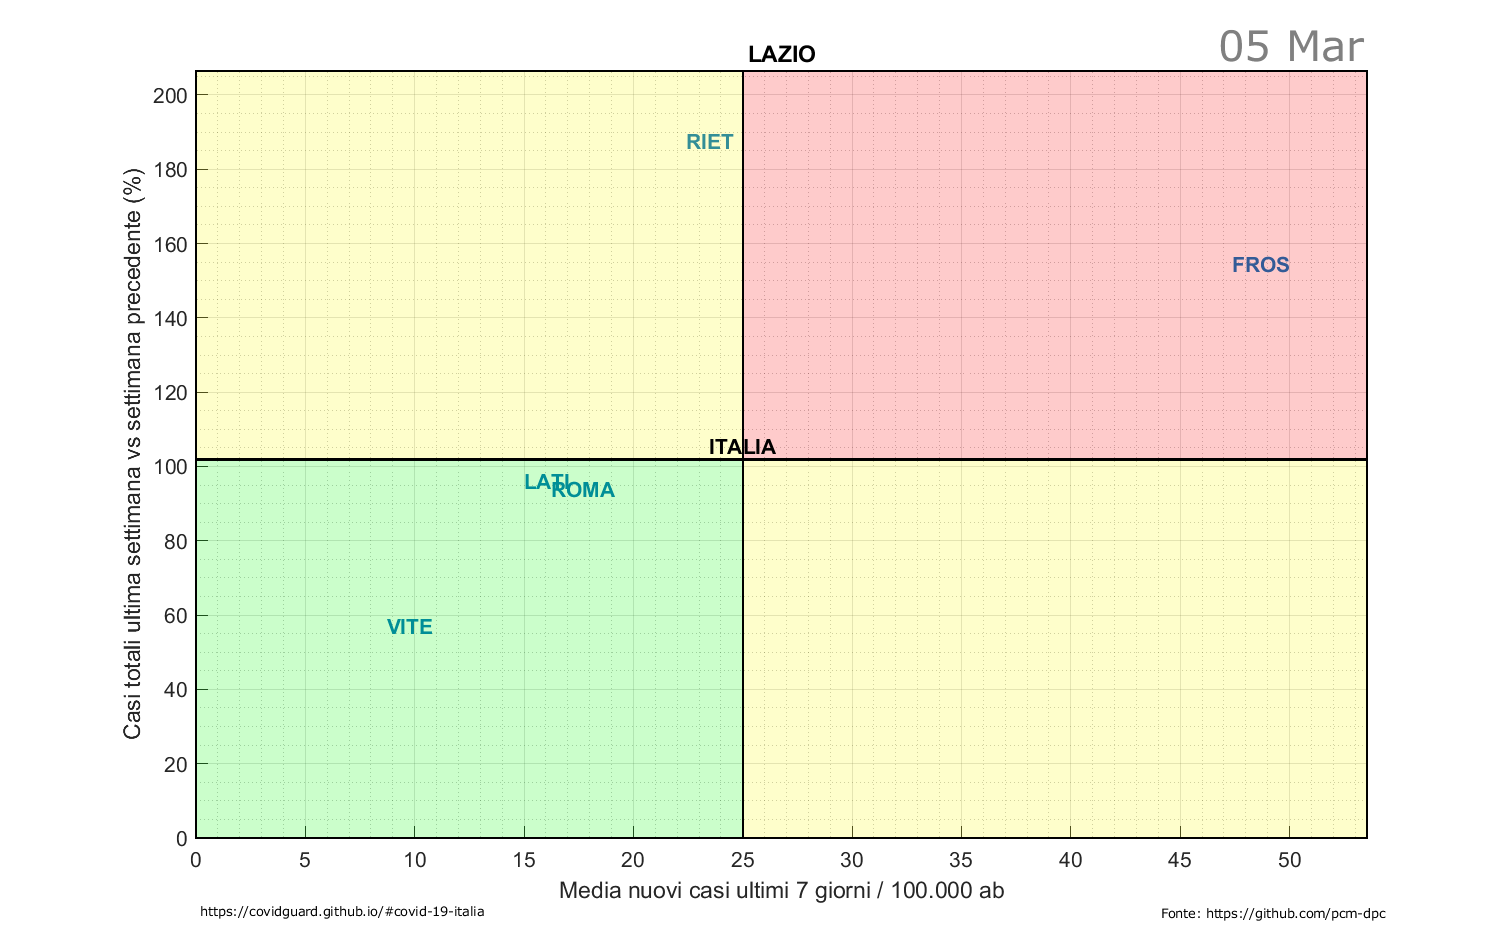 05 Mar
LAZIO
Casi totali ultima settimana vs settimana precedente (%)
200
180
160
140
120
100
80
60
40
20
0
RIET
FROS
ITALIA
LATI
ROMA
VITE
0 5 10 15 20 25 30 35 40 45 50
Media nuovi casi ultimi 7 giorni / 100.000 ab
https://covidguard.github.io/#covid-19-italia
Fonte: https://github.com/pcm-dpc